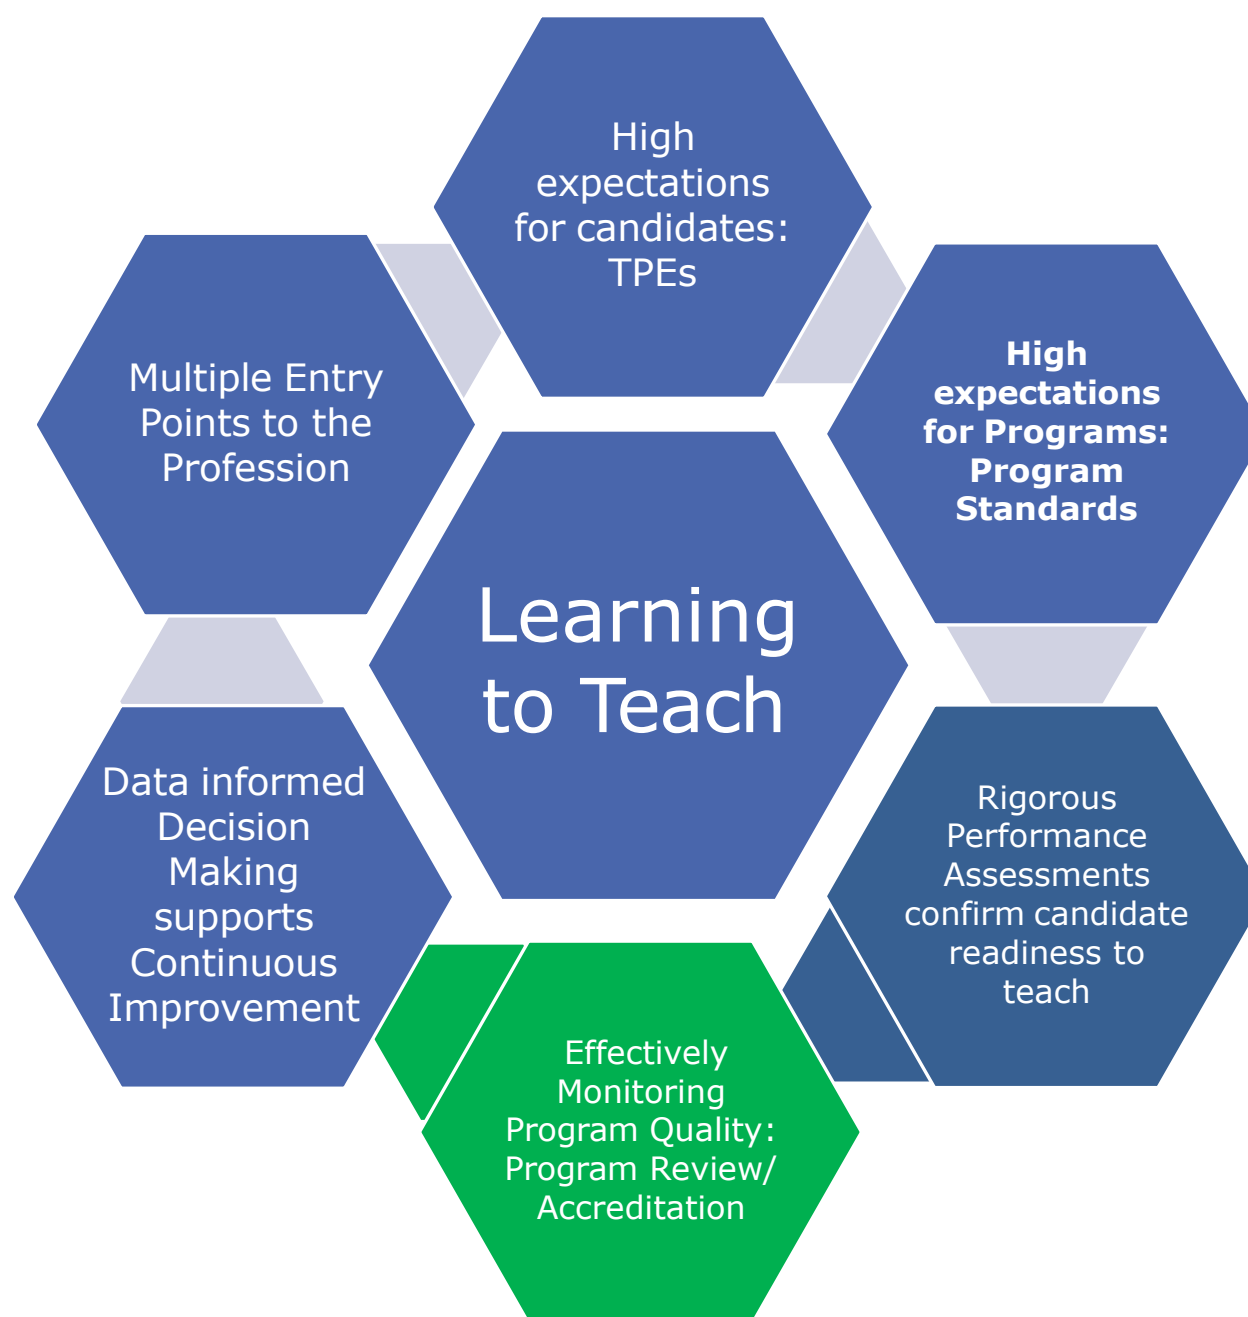 High
expectations
for candidates:
TPEs
High
expectations
for Programs:
Program
Standards
Multiple Entry
Points to the
Profession
Learning
to Teach
Data informed
Decision
Making
supports
Continuous
Improvement
Rigorous
Performance
Assessments
confirm candidate
readiness to
teach
Effectively
Monitoring
Program Quality:
Program Review/
Accreditation